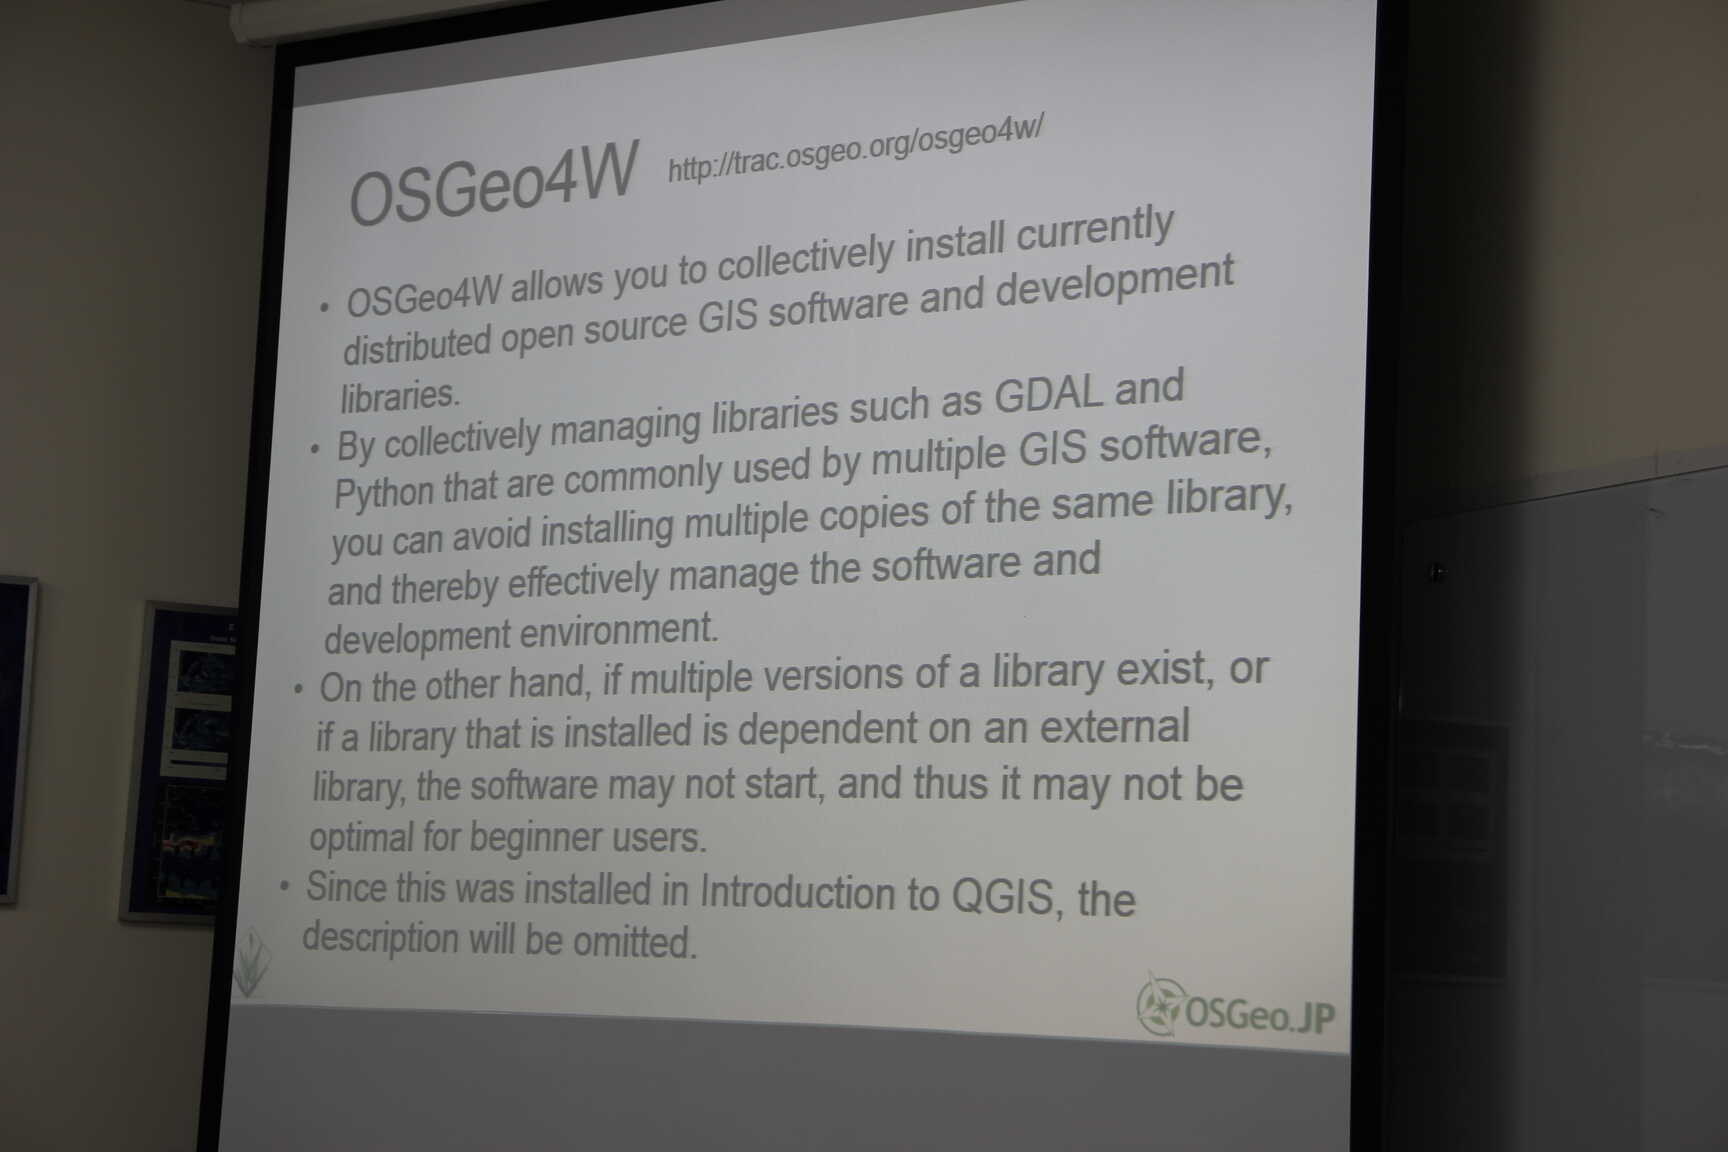 OSGeo4W http://trac.osgeo.org/osgeo4w/
• OSGeo4W allows you to collectively install currently
distributed open source GIS software and development
libraries.
• By collectively managing libraries such as GDAL and
Python that are commonly used by multiple GIS software,
you can avoid installing multiple copies of the same library,
and thereby effectively manage the software and
development environment.
• On the other hand, if multiple versions of a library exist, or
if a library that is installed is dependent on an external
library, the software may not start, and thus it may not be
optimal for beginner users.
• Since this was installed in Introduction to QGIS, the
description will be omitted.
OSGeo.JP